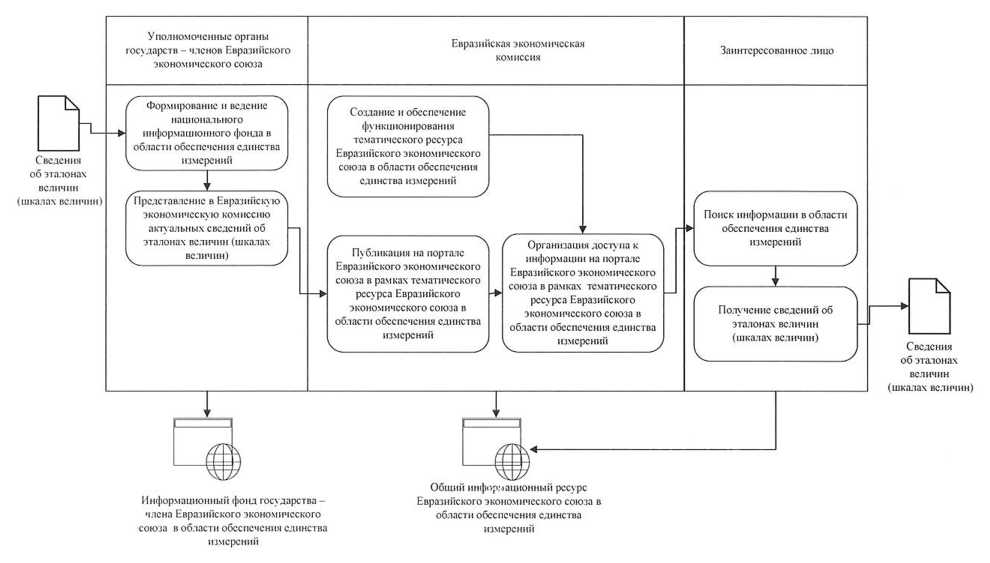 Уполномоченные органы
государств – членов Евразийского
экономического союза
Евразийская экономическая
комиссия
Заинтересованное лицо
Сведения
об эталонах
величин
(шкалах величин)
Формирование и ведение
национального
информационного фонда в
области обеспечения единства
измерений
Представление в Евразийскую
экономическую комиссию
актуальных сведений об
эталонах величин (шкалах
величин)
Создание и обеспечение
функционирования
тематического ресурса
Евразийского экономического
союза в области обеспечения
единства измерений
Публикация на портале
Евразийского экономического
союза в рамках тематического
ресурса Евразийского
экономического союза в
области обеспечения единства
измерений
Организация доступа к
информации на портале
Евразийского экономического
союза в рамках тематического
ресурса Евразийского
экономического союза в
области обеспечения единства
измерений
Поиск информации в области
обеспечения единства
измерений
Получение сведений об
эталонах величин
(шкалах величин)
Сведения
об эталонах
величин
(шкалах величин)
Информационный фонд государства –
члена Евразийского экономического
союза в области обеспечения единства
измерений
Общий информационный ресурс
Евразийского экономического союза в
области обеспечения единства
измерений